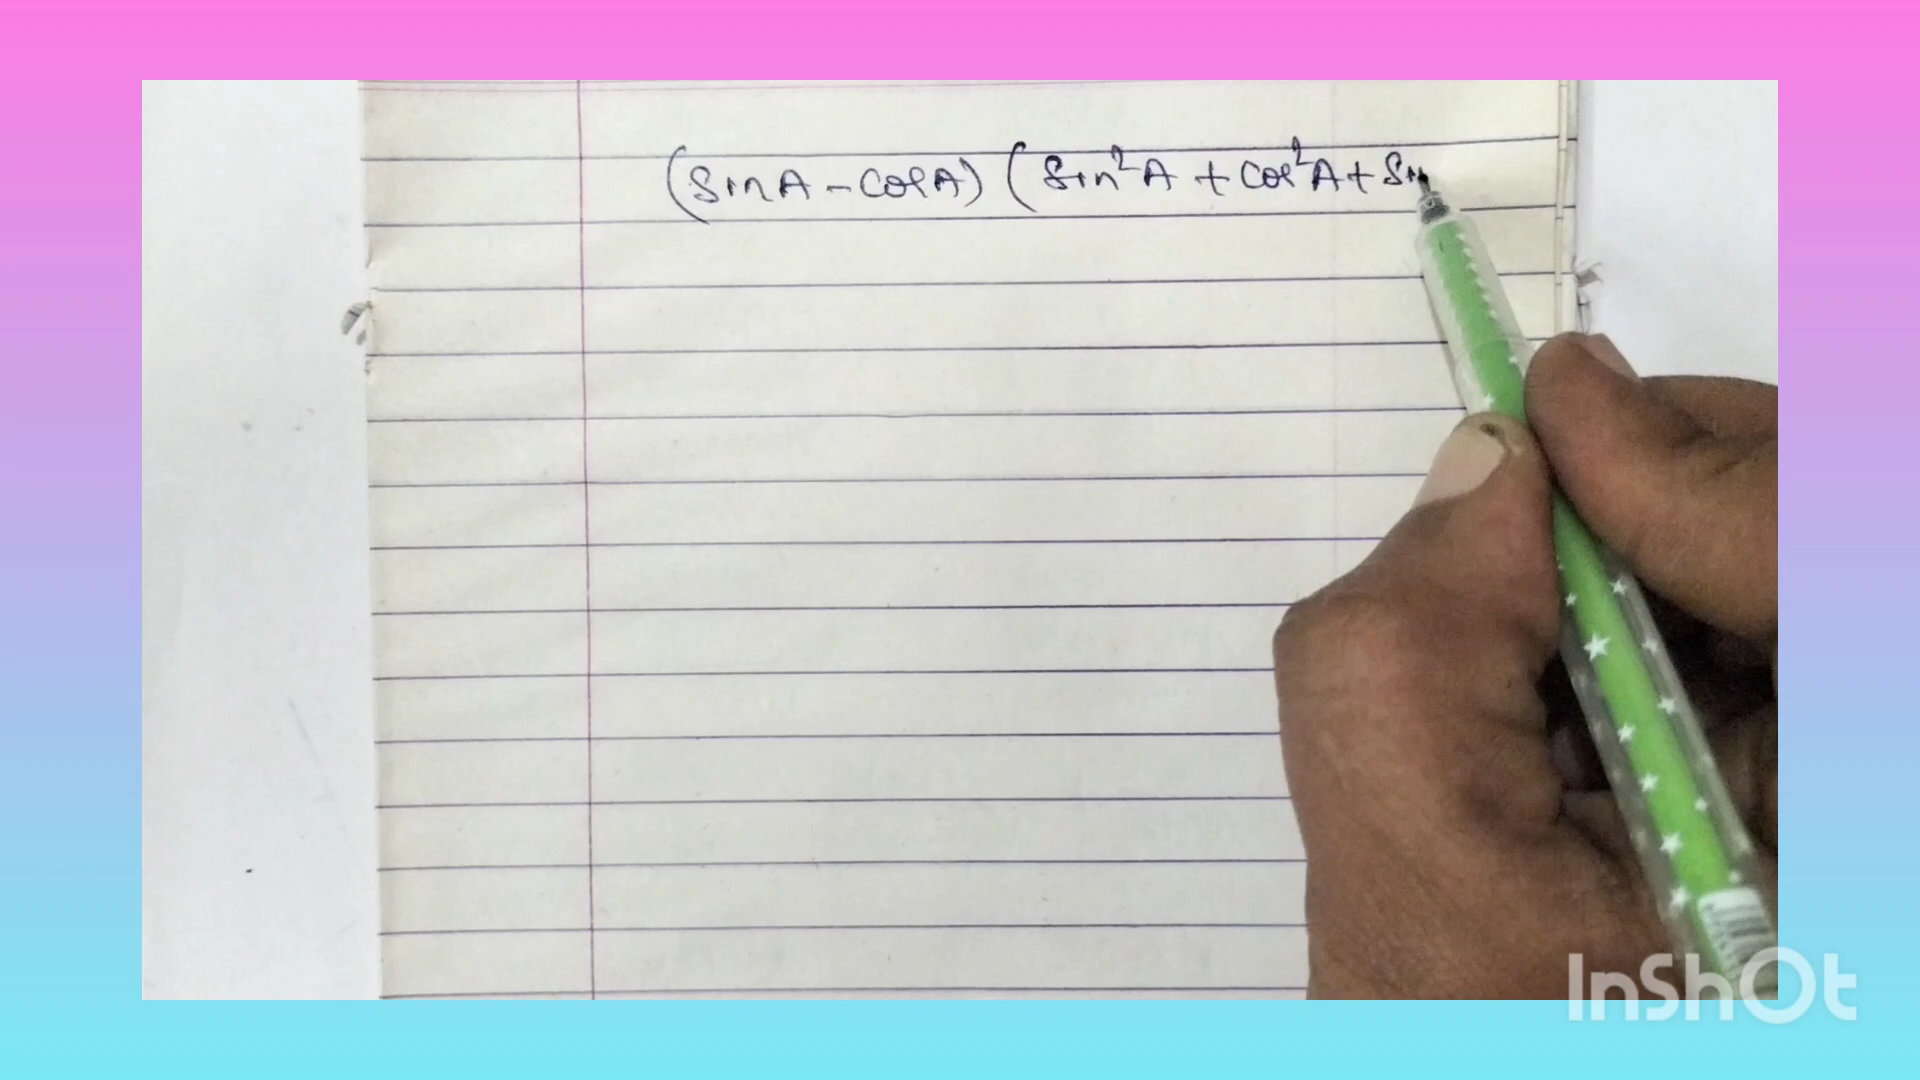 (SinA - CosA) (Sin²A + Cos²A + Sin
InShOt